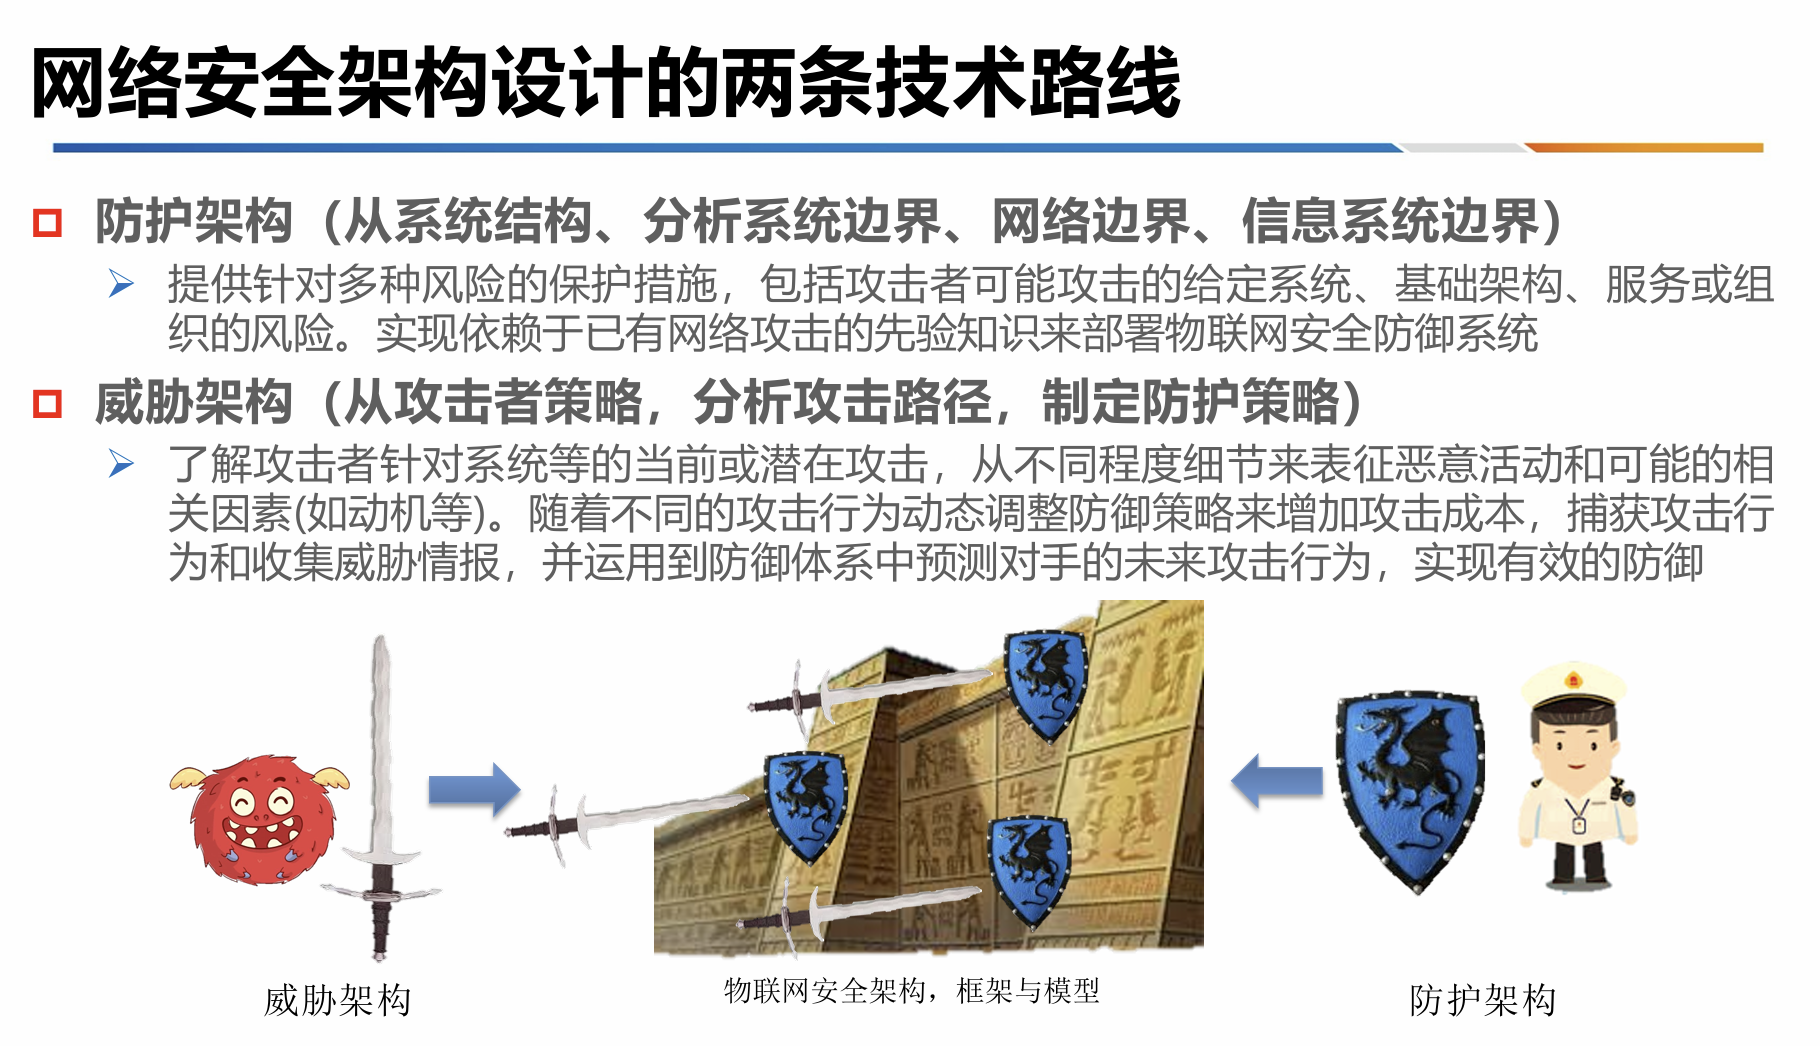 网络安全架构设计的两条技术路线
防护架构（从系统结构、分析系统边界、网络边界、信息系统边界）
提供针对多种风险的保护措施，包括攻击者可能攻击的给定系统、基础架构、服务或组
织的风险。实现依赖于已有网络攻击的先验知识来部署物联网安全防御系统
威胁架构（从攻击者策略，分析攻击路径，制定防护策略）
了解攻击者针对系统等的当前或潜在攻击，从不同程度细节来表征恶意活动和可能的相
关因素(如动机等)。随着不同的攻击行为动态调整防御策略来增加攻击成本，捕获攻击行
为和收集威胁情报，并运用到防御体系中预测对手的未来攻击行为，实现有效的防御
威胁架构
物联网安全架构，框架与模型
防护架构